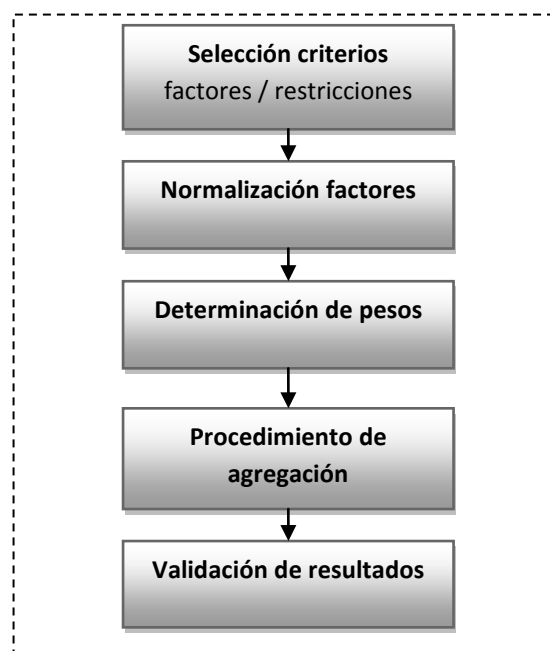 Selección criterios
factores / restricciones
Normalización factores
Determinación de pesos
Procedimiento de
agregación
Validación de resultados